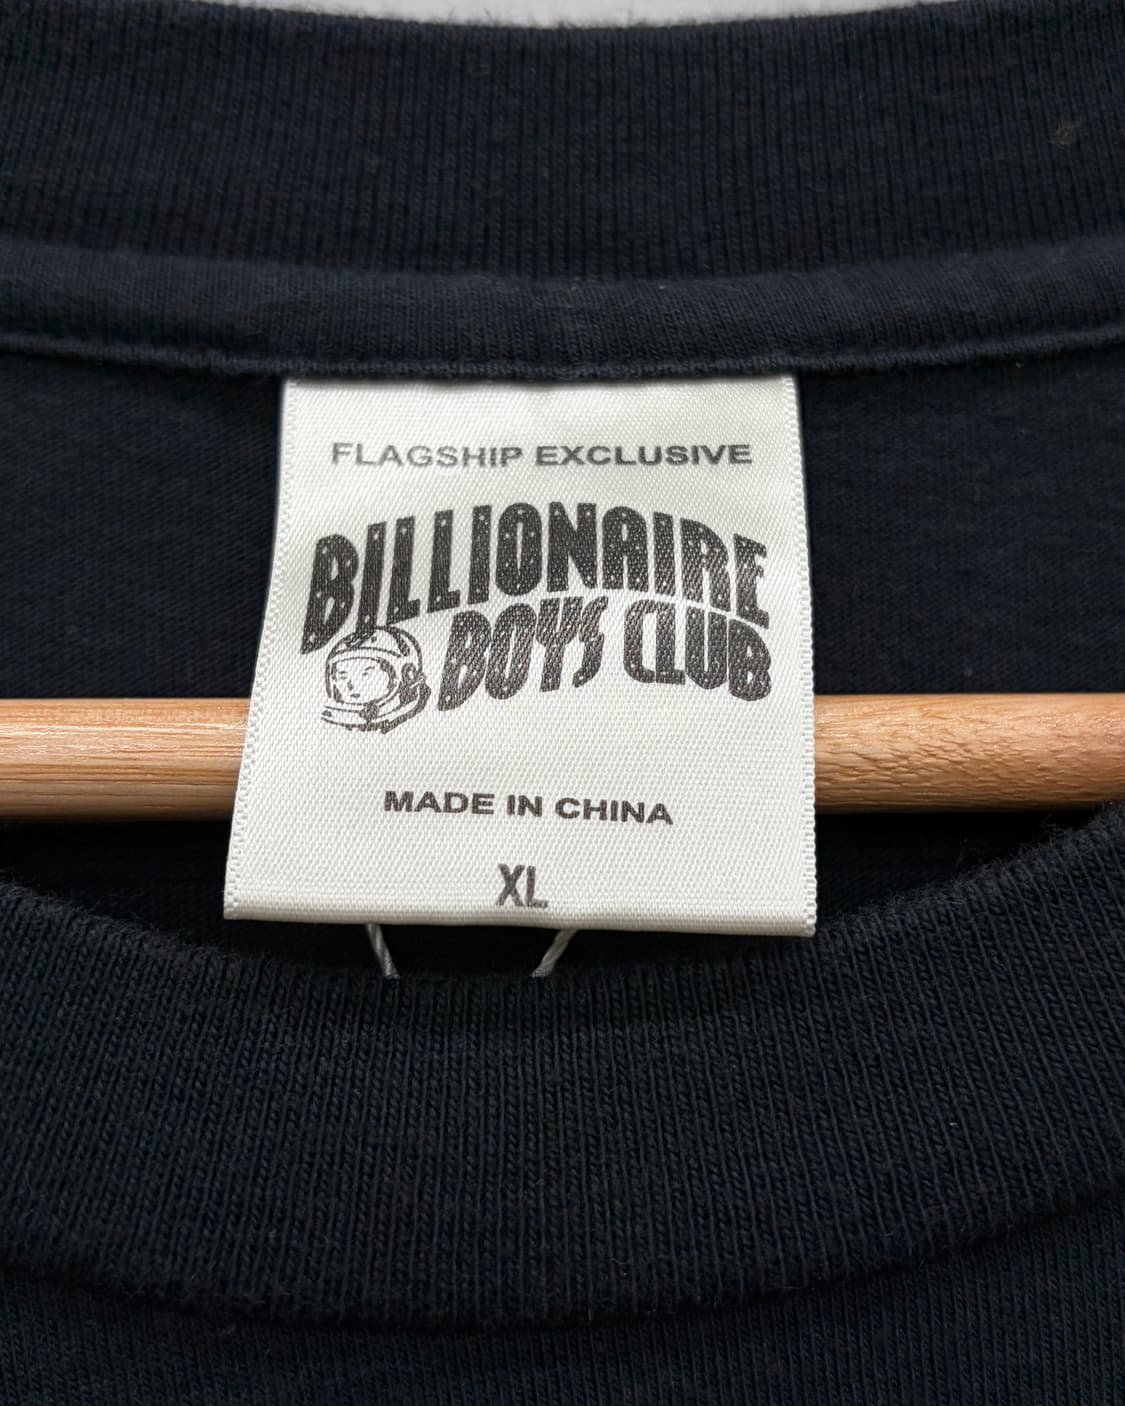 FLAGSHIP EXCLUSIVE
BILLIONAIRE
BOYS CLUB
MADE IN CHINA
XL